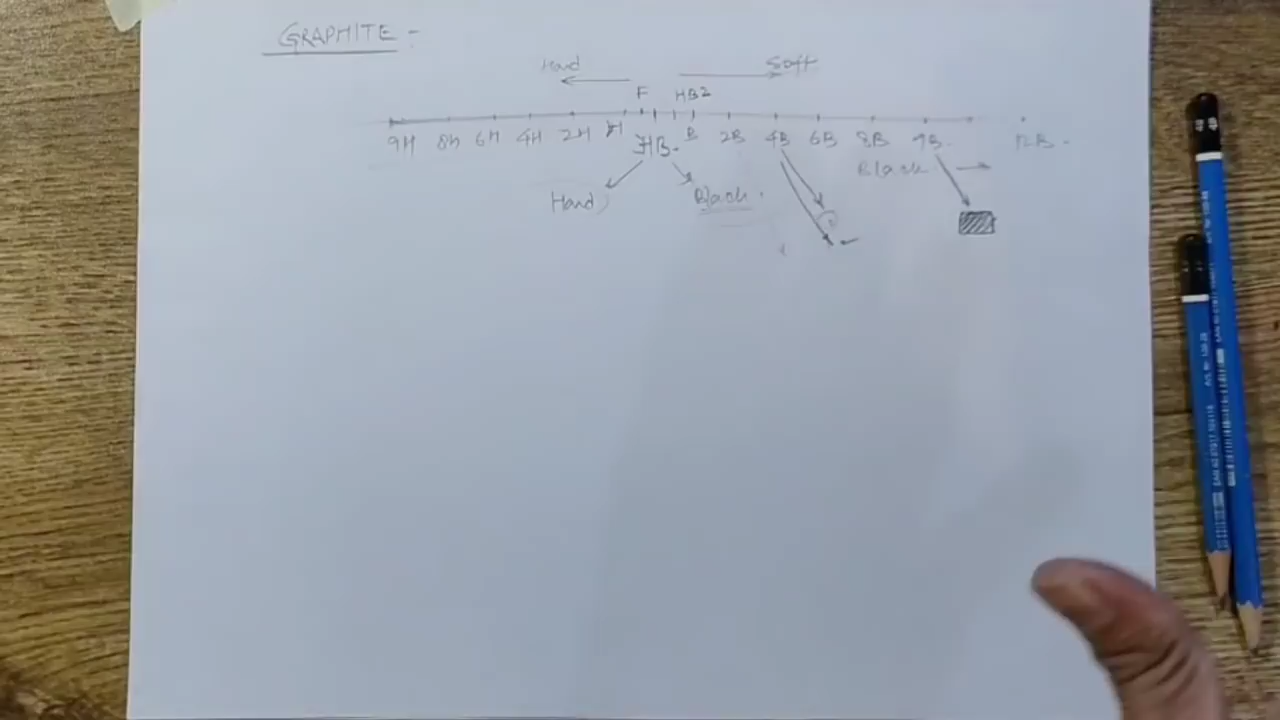 GRAPHITE -
Hard Soft
F HB2
9H 8H 6H 4H 2H H HB. B 2B 4B 6B 8B 9B. 12B.
Black
Hard Black.